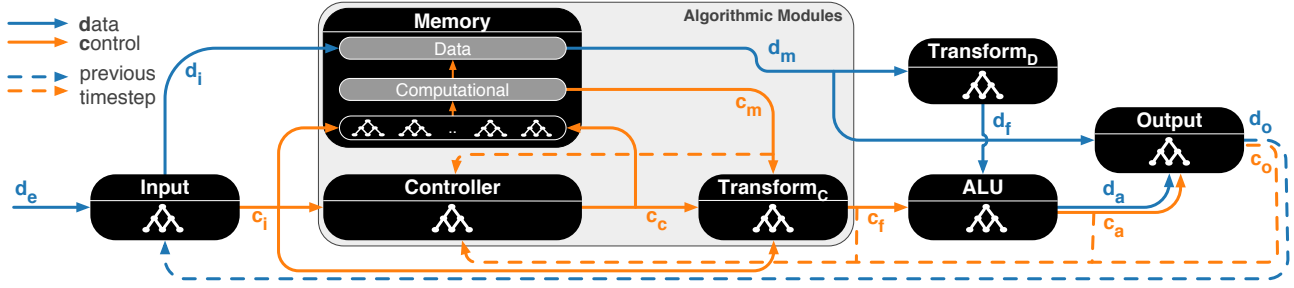 data
control
previous
timestep
Algorithmic Modules
Memory
Data
Computational
..
d_i
d_m
c_m
Transform_D
d_f
Output
d_o
c_o
d_e
Input
c_i
Controller
c_c
Transform_C
c_f
ALU
d_a
c_a